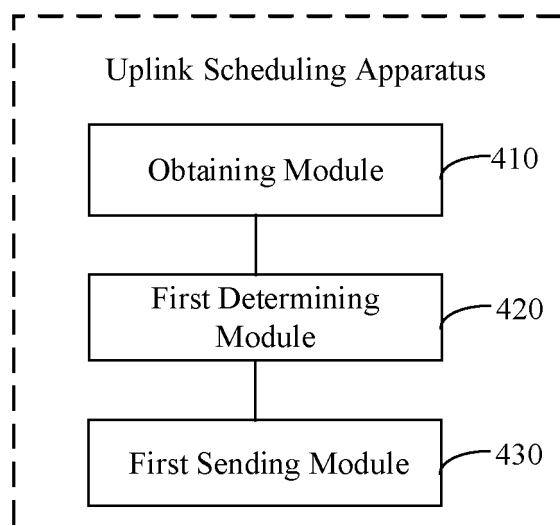 Uplink Scheduling Apparatus
Obtaining Module
410
First Determining
Module
420
First Sending Module
430